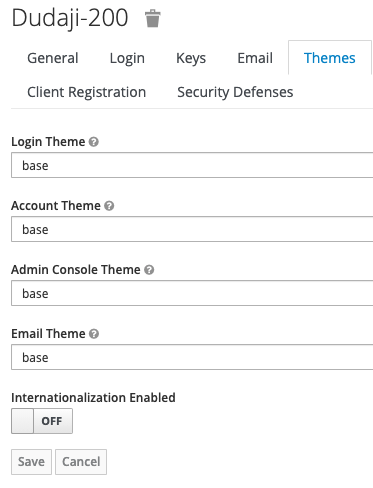 Dudaji-200
General Login Keys Email Themes
Client Registration Security Defenses
Login Theme
base
Account Theme
base
Admin Console Theme
base
Email Theme
base
Internationalization Enabled
OFF
Save Cancel